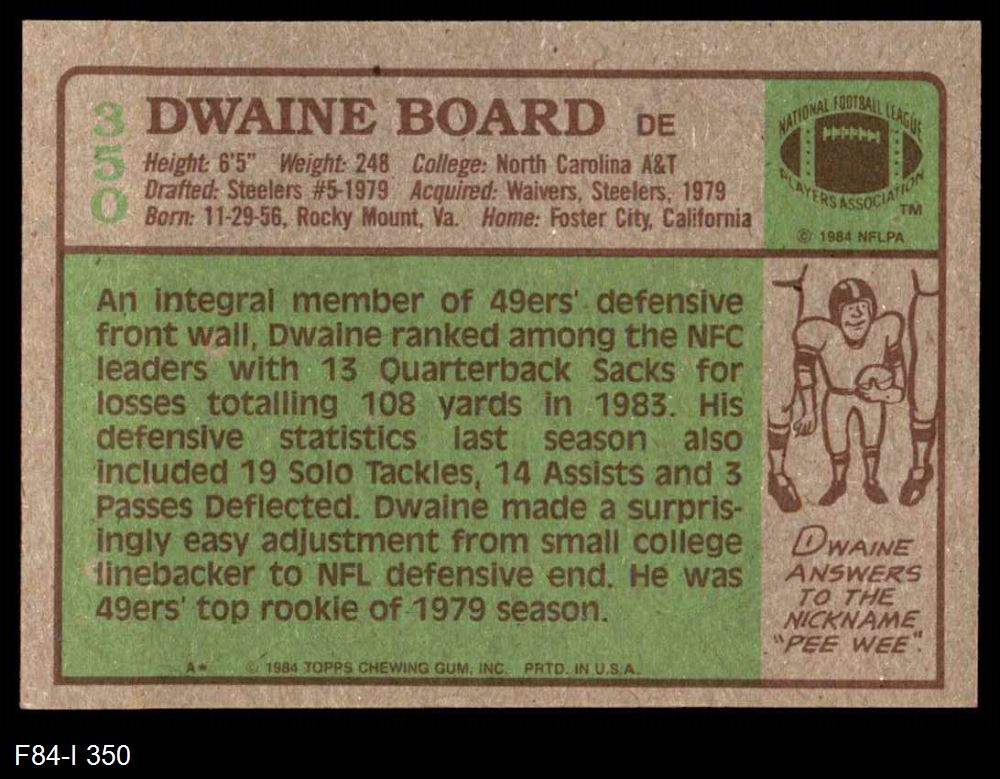 350
DWAINE BOARD DE
Height: 6'5" Weight: 248 College: North Carolina A&T
Drafted: Steelers #5-1979 Acquired: Waivers, Steelers, 1979
Born: 11-29-56, Rocky Mount, Va. Home: Foster City, California
NATIONAL FOOTBALL LEAGUE
PLAYERS ASSOCIATION
TM
© 1984 NFLPA
An integral member of 49ers' defensive
front wall, Dwaine ranked among the NFC
leaders with 13 Quarterback Sacks for
losses totalling 108 yards in 1983. His
defensive statistics last season also
included 19 Solo Tackles, 14 Assists and 3
Passes Deflected. Dwaine made a surpris-
ingly easy adjustment from small college
linebacker to NFL defensive end. He was
49ers' top rookie of 1979 season.
A* © 1984 TOPPS CHEWING GUM, INC. PRTD. IN U.S.A.
DWAINE
ANSWERS
TO THE
NICKNAME
"PEE WEE".
F84-I 350